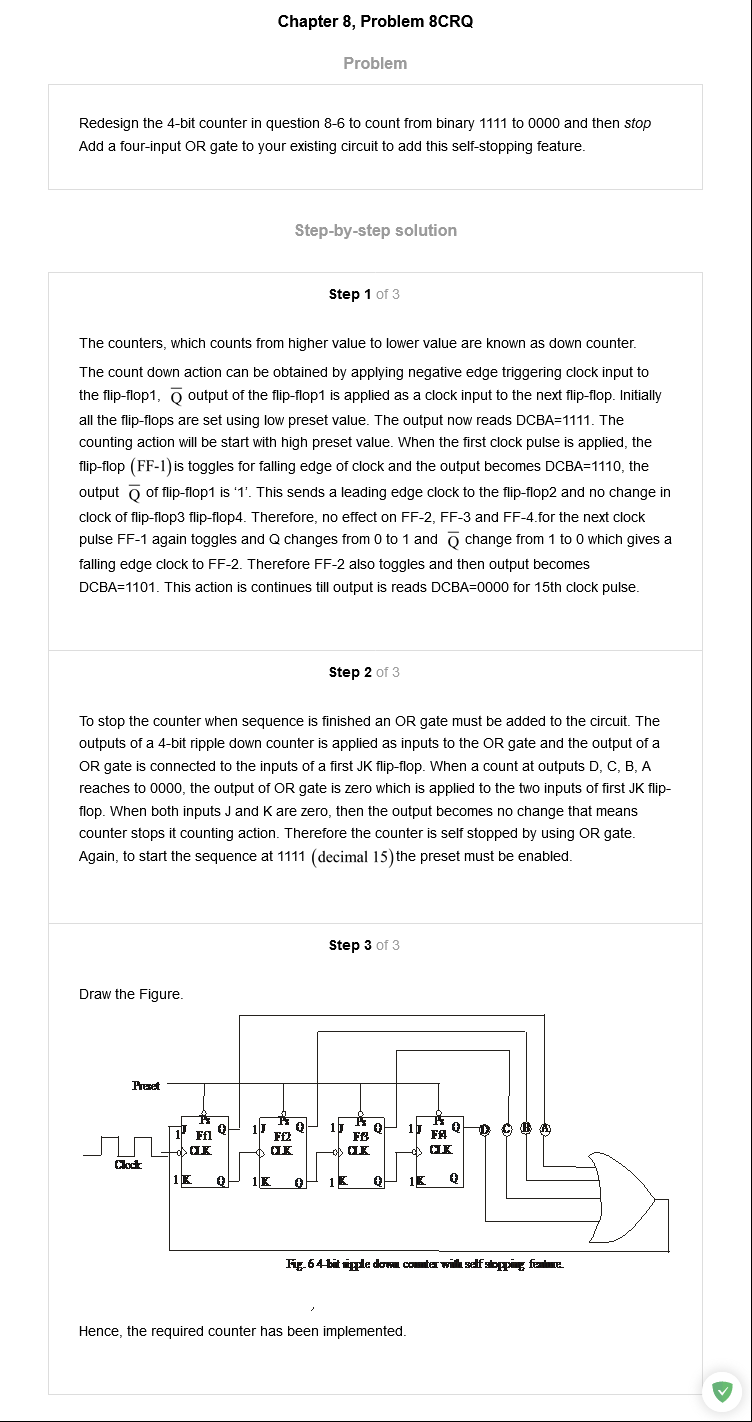 Chapter 8, Problem 8CRQ
Problem
Redesign the 4-bit counter in question 8-6 to count from binary 1111 to 0000 and then stop
Add a four-input OR gate to your existing circuit to add this self-stopping feature.
Step-by-step solution
Step 1 of 3
The counters, which counts from higher value to lower value are known as down counter.
The count down action can be obtained by applying negative edge triggering clock input to
the flip-flop1, Q̅ output of the flip-flop1 is applied as a clock input to the next flip-flop. Initially
all the flip-flops are set using low preset value. The output now reads DCBA=1111. The
counting action will be start with high preset value. When the first clock pulse is applied, the
flip-flop (FF-1) is toggles for falling edge of clock and the output becomes DCBA=1110, the
output Q̅ of flip-flop1 is ‘1’. This sends a leading edge clock to the flip-flop2 and no change in
clock of flip-flop3 flip-flop4. Therefore, no effect on FF-2, FF-3 and FF-4.for the next clock
pulse FF-1 again toggles and Q changes from 0 to 1 and Q̅ change from 1 to 0 which gives a
falling edge clock to FF-2. Therefore FF-2 also toggles and then output becomes
DCBA=1101. This action is continues till output is reads DCBA=0000 for 15th clock pulse.
Step 2 of 3
To stop the counter when sequence is finished an OR gate must be added to the circuit. The
outputs of a 4-bit ripple down counter is applied as inputs to the OR gate and the output of a
OR gate is connected to the inputs of a first JK flip-flop. When a count at outputs D, C, B, A
reaches to 0000, the output of OR gate is zero which is applied to the two inputs of first JK flip-
flop. When both inputs J and K are zero, then the output becomes no change that means
counter stops it counting action. Therefore the counter is self stopped by using OR gate.
Again, to start the sequence at 1111 (decimal 15) the preset must be enabled.
Step 3 of 3
Draw the Figure.
Preset
Ps Ps Ps Ps
1 J Q 1 J Q 1 J Q 1 J Q D C B A
Ff1 Ff2 Ff3 Ff4
CLK CLK CLK CLK
Clock
1 K Q 1 K Q 1 K Q 1 K Q
Fig. 6 4-bit ripple down counter with self stopping feature.
Hence, the required counter has been implemented.